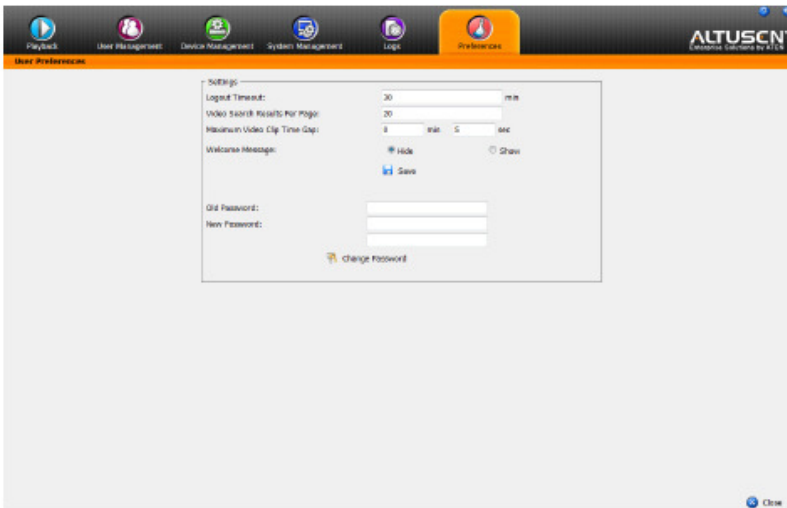 Playback User Management Device Management System Management Logs Preferences
ALTUSCN
Enterprise Solutions by ATEN
User Preferences
Settings
Logout Timeout: 30 min
Video Search Results Per Page: 20
Maximum Video Clip Time Gap: 0 min 5 sec
Welcome Message: Hide Show
Save
Old Password:
New Password:
Change Password
Close